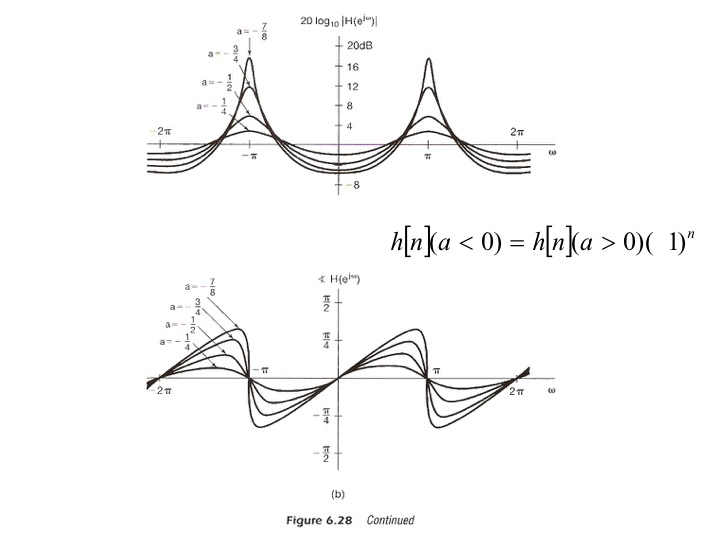 20 log₁₀ |H(e^jω)|
a = – 7/8
20dB
a = – 3/4
16
a = – 1/2
12
8
a = – 1/4
4
–2π
2π
–π
π
ω
–8
h[n](a < 0) = h[n](a > 0)( 1)ⁿ
∢ H(e^jω)
a = – 7/8
π/2
a = – 3/4
a = – 1/2
π/4
a = – 1/4
–π
π
–2π
2π
ω
–π/4
–π/2
(b)
Figure 6.28 Continued